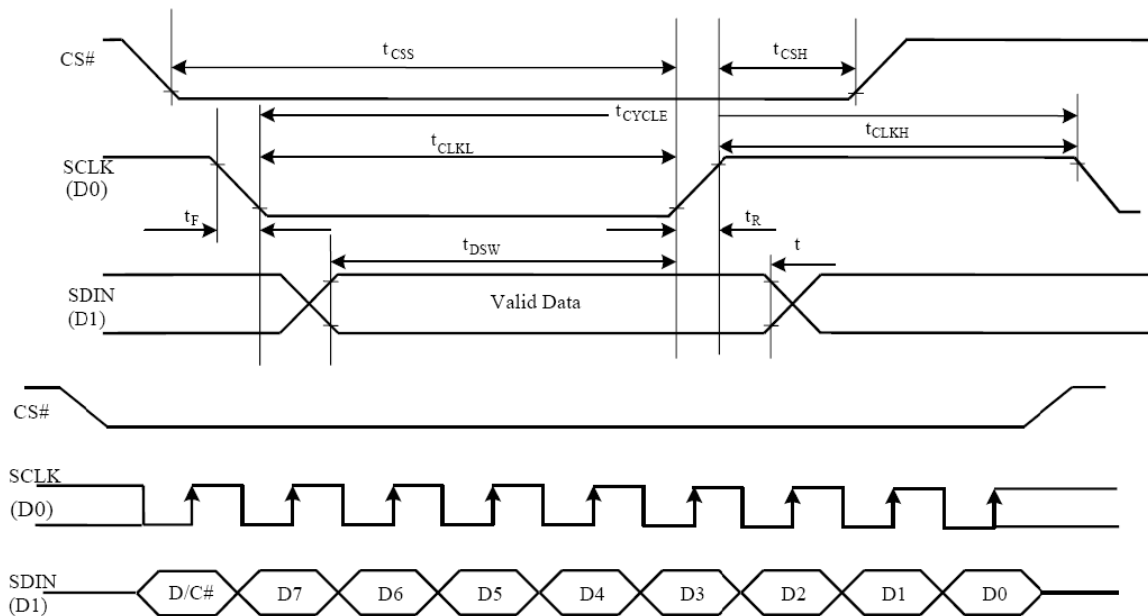 CS#
tCSS
tCSH
tCYCLE
tCLKL
tCLKH
SCLK
(D0)
tF
tR
tDSW
t
SDIN
(D1)
Valid Data
CS#
SCLK
(D0)
SDIN
(D1)
D/C# D7 D6 D5 D4 D3 D2 D1 D0